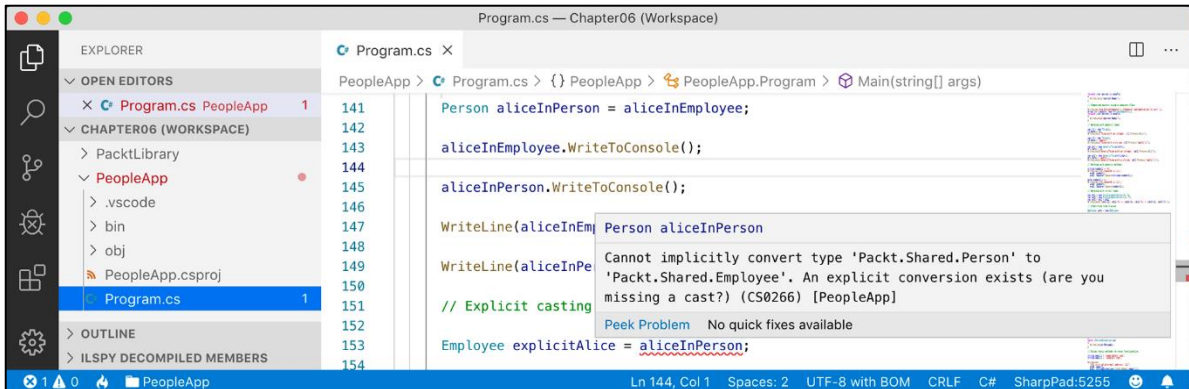 Program.cs — Chapter06 (Workspace)
EXPLORER
OPEN EDITORS
Program.cs PeopleApp 1
CHAPTER06 (WORKSPACE)
PacktLibrary
PeopleApp
.vscode
bin
obj
PeopleApp.csproj
Program.cs 1
OUTLINE
ILSPY DECOMPILED MEMBERS
Program.cs
PeopleApp > Program.cs > {} PeopleApp > PeopleApp.Program > Main(string[] args)
141 Person aliceInPerson = aliceInEmployee;
142
143 aliceInEmployee.WriteToConsole();
144
145 aliceInPerson.WriteToConsole();
146
147 WriteLine(aliceInEm
148
149 WriteLine(aliceInPe
150
151 // Explicit casting
152
153 Employee explicitAlice = aliceInPerson;
154
Person aliceInPerson
Cannot implicitly convert type 'Packt.Shared.Person' to
'Packt.Shared.Employee'. An explicit conversion exists (are you
missing a cast?) (CS0266) [PeopleApp]
Peek Problem No quick fixes available
1 0 PeopleApp Ln 144, Col 1 Spaces: 2 UTF-8 with BOM CRLF C# SharpPad:5255